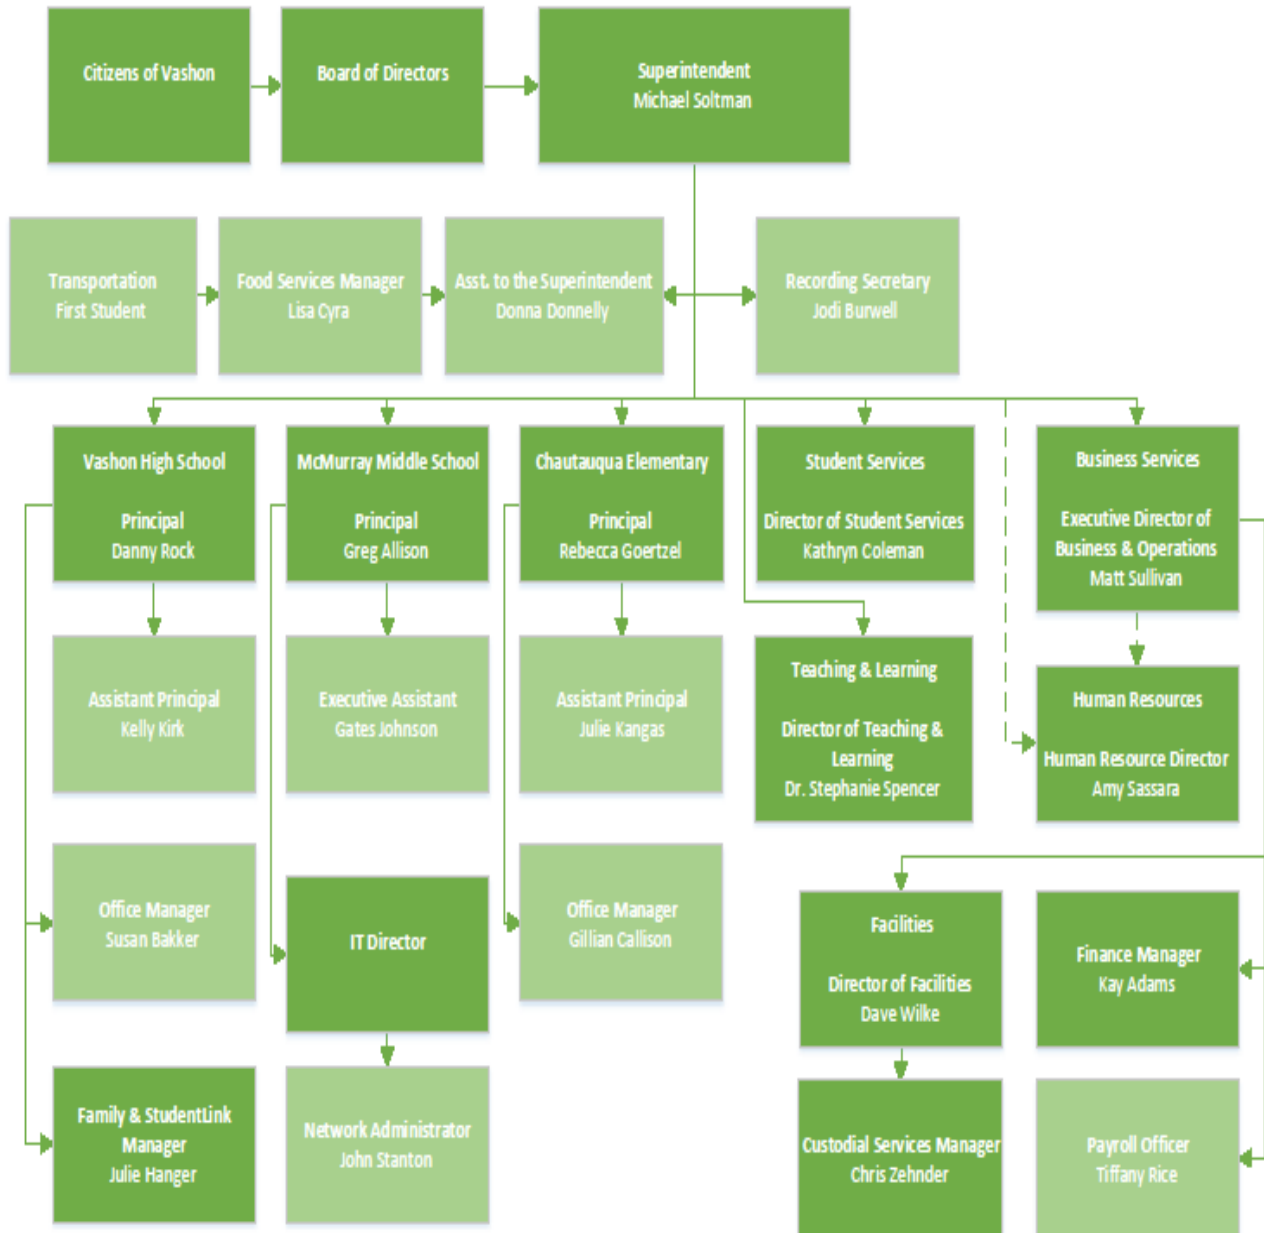 Citizens of Vashon
Board of Directors
Superintendent
Michael Soltman
Transportation
First Student
Food Services Manager
Lisa Cyra
Asst. to the Superintendent
Donna Donnelly
Recording Secretary
Jodi Burwell
Vashon High School
Principal
Danny Rock
McMurray Middle School
Principal
Greg Allison
Chautauqua Elementary
Principal
Rebecca Goertzel
Student Services
Director of Student Services
Kathryn Coleman
Business Services
Executive Director of
Business & Operations
Matt Sullivan
Assistant Principal
Kelly Kirk
Executive Assistant
Gates Johnson
Assistant Principal
Julie Kangas
Teaching & Learning
Director of Teaching &
Learning
Dr. Stephanie Spencer
Human Resources
Human Resource Director
Amy Sassara
Office Manager
Susan Bakker
IT Director
Office Manager
Gillian Callison
Facilities
Director of Facilities
Dave Wilke
Finance Manager
Kay Adams
Family & StudentLink
Manager
Julie Hanger
Network Administrator
John Stanton
Custodial Services Manager
Chris Zehnder
Payroll Officer
Tiffany Rice